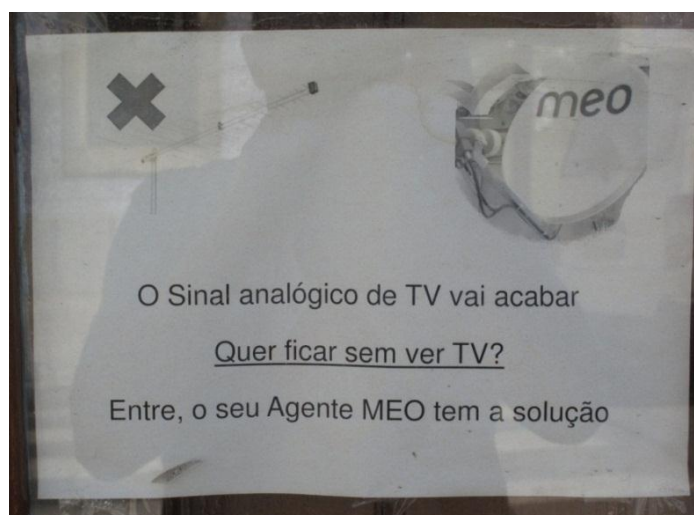 meo
O Sinal analógico de TV vai acabar
Quer ficar sem ver TV?
Entre, o seu Agente MEO tem a solução